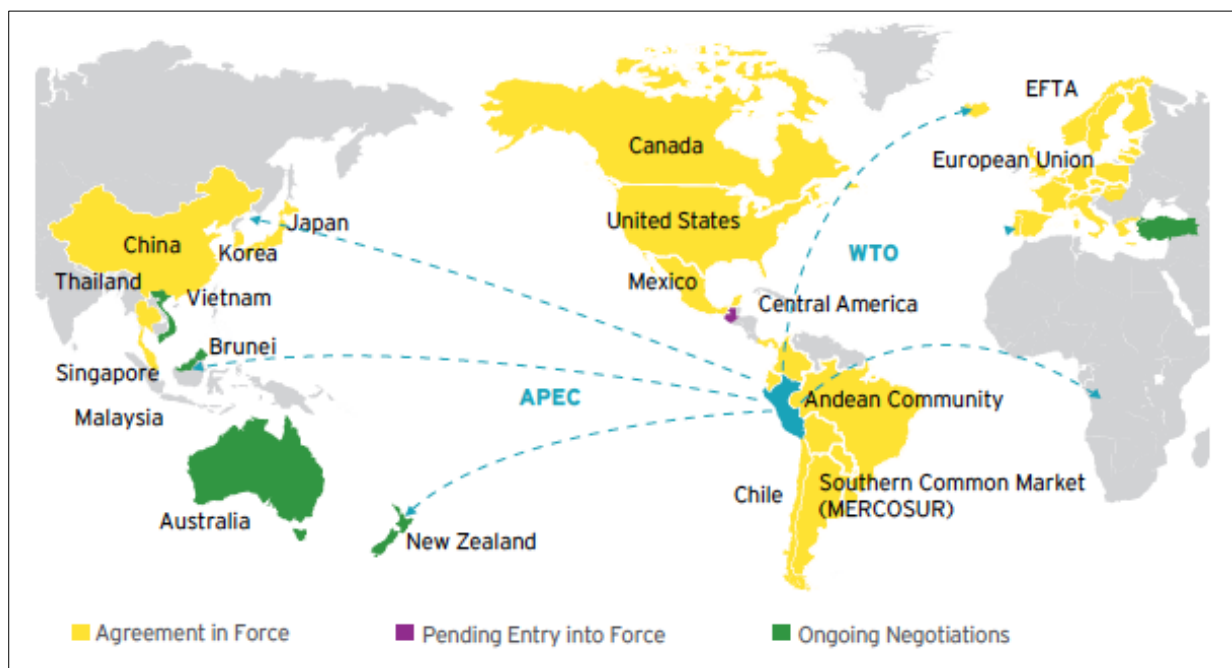 EFTA
Canada
European Union
Japan
United States
China
Korea
WTO
Thailand
Mexico
Vietnam
Central America
Brunei
Singapore
APEC
Andean Community
Malaysia
Chile
Southern Common Market
(MERCOSUR)
Australia
New Zealand
Agreement in Force
Pending Entry into Force
Ongoing Negotiations